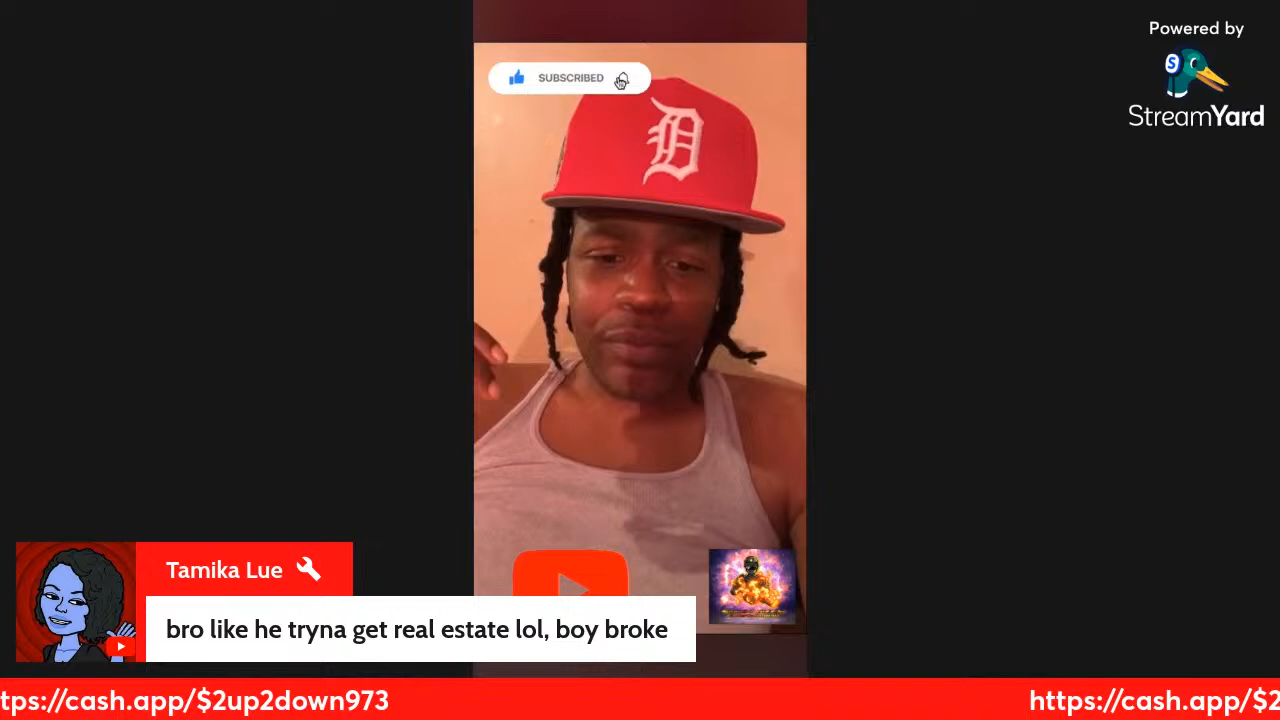 Powered by
S
StreamYard
SUBSCRIBED
D
Tamika Lue
bro like he tryna get real estate lol, boy broke
tps://cash.app/$2up2down973
https://cash.app/$2